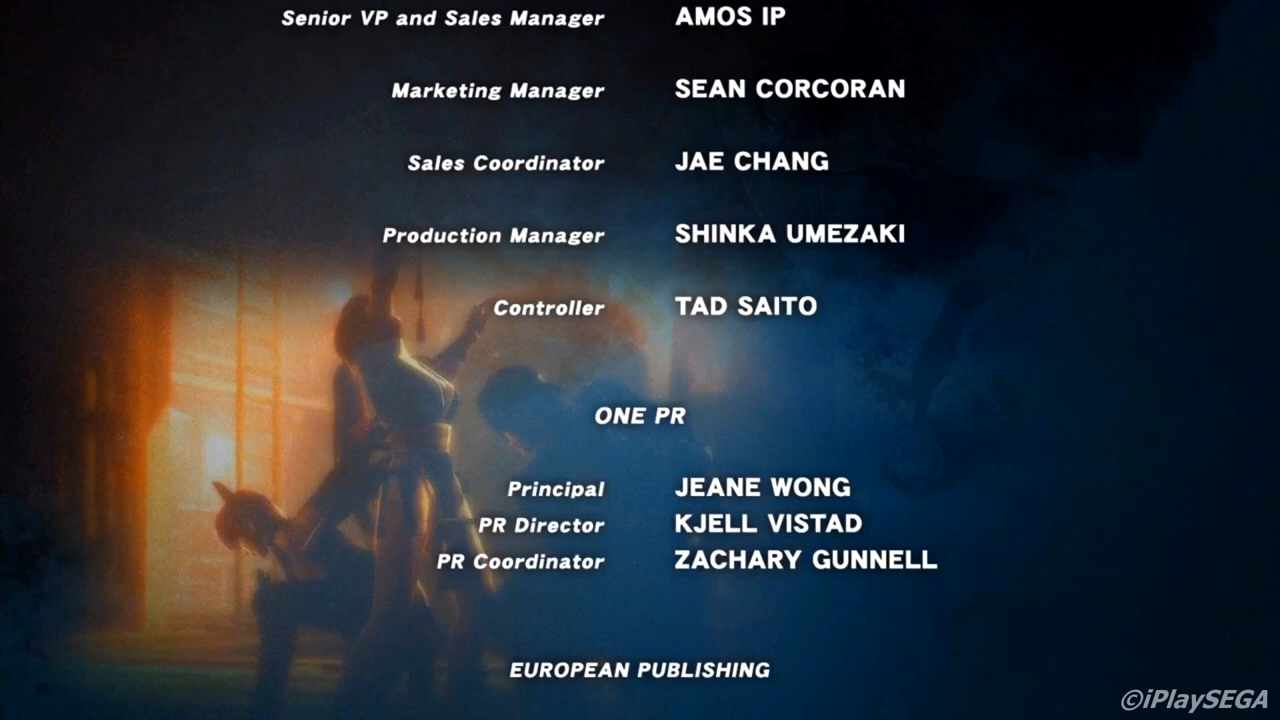 Senior VP and Sales Manager AMOS IP
Marketing Manager SEAN CORCORAN
Sales Coordinator JAE CHANG
Production Manager SHINKA UMEZAKI
Controller TAD SAITO
ONE PR
Principal JEANE WONG
PR Director KJELL VISTAD
PR Coordinator ZACHARY GUNNELL
EUROPEAN PUBLISHING
©iPlaySEGA